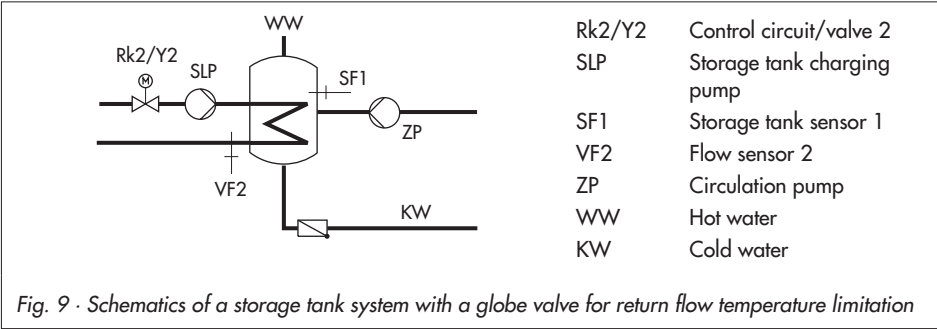 WW
Rk2/Y2
M
SLP
SF1
ZP
VF2
KW
Rk2/Y2 Control circuit/valve 2
SLP Storage tank charging
pump
SF1 Storage tank sensor 1
VF2 Flow sensor 2
ZP Circulation pump
WW Hot water
KW Cold water
Fig. 9 · Schematics of a storage tank system with a globe valve for return flow temperature limitation